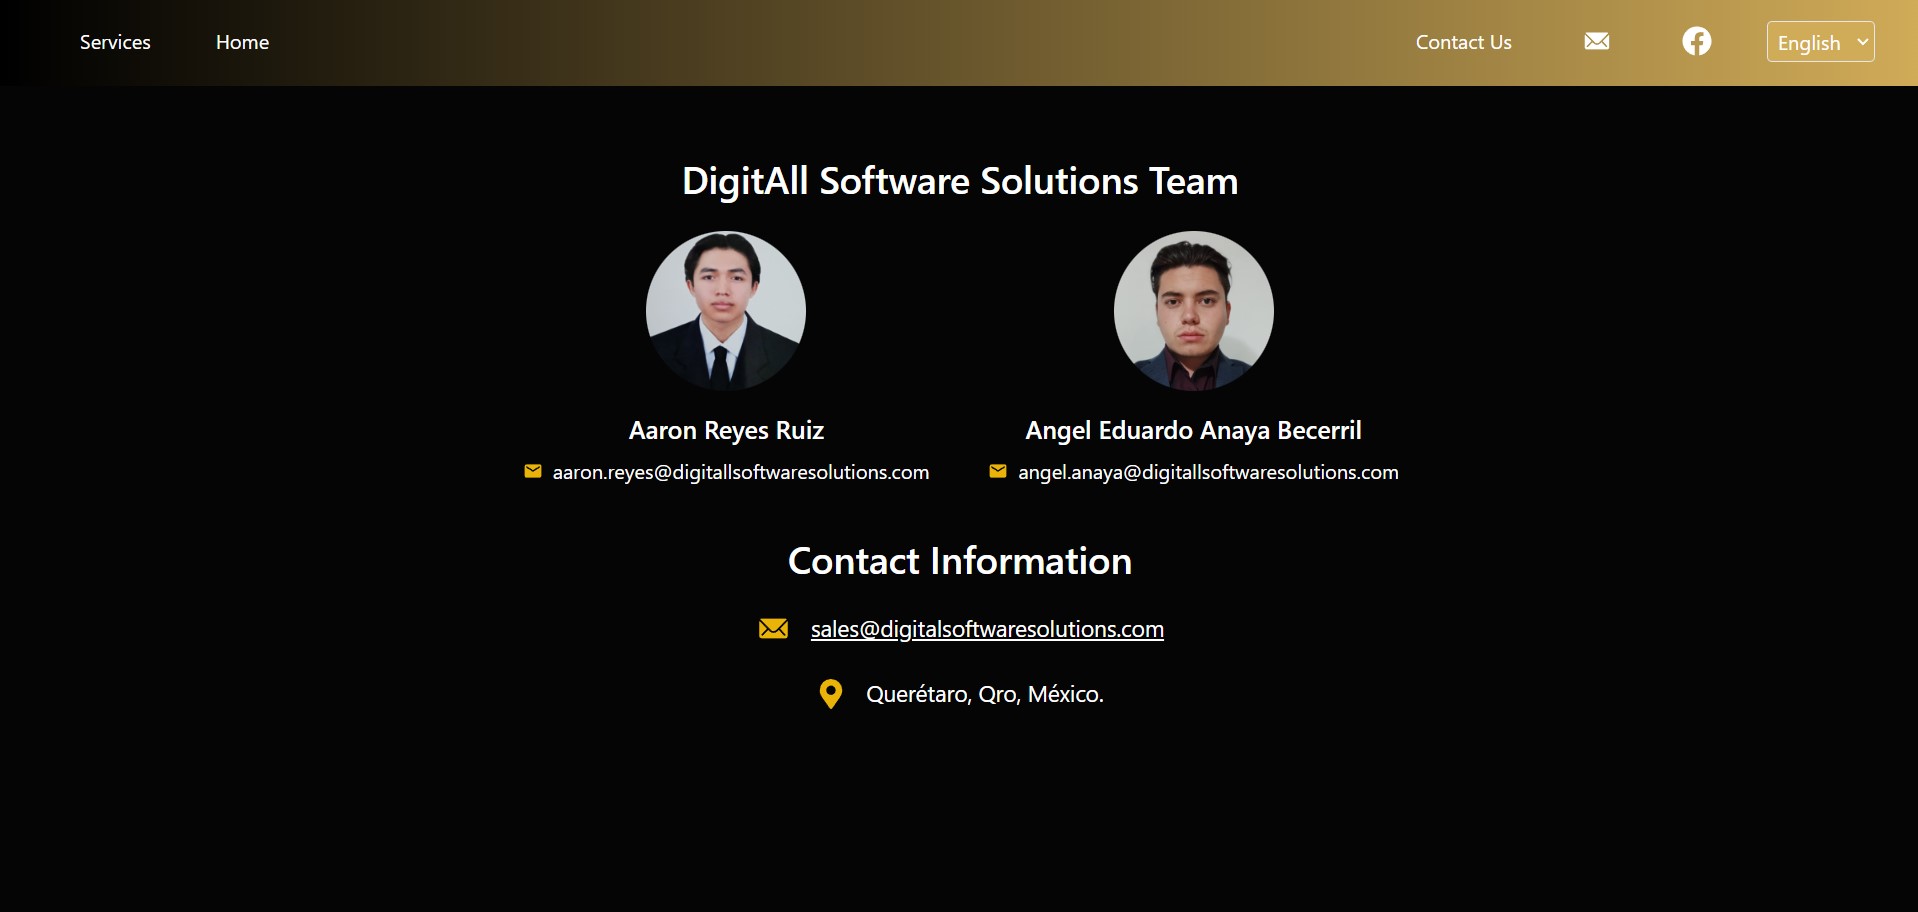 Services
Home
Contact Us
English
DigitAll Software Solutions Team
Aaron Reyes Ruiz
aaron.reyes@digitallsoftwaresolutions.com
Angel Eduardo Anaya Becerril
angel.anaya@digitallsoftwaresolutions.com
Contact Information
sales@digitalsoftwaresolutions.com
Querétaro, Qro, México.